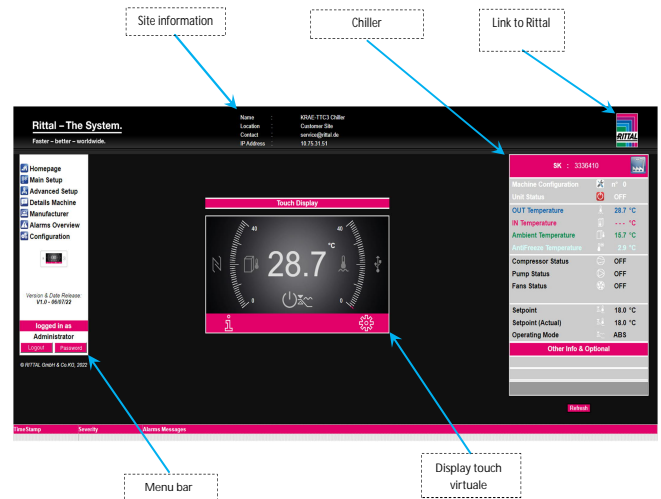 Site information
Chiller
Link to Rittal
Rittal – The System.
Faster – better – worldwide.
Name : KRAE-TTC3 Chiller
Location : Customer Site
Contact : service@rittal.de
IP Address : 10.75.31.51
RITTAL
Homepage
Main Setup
Advanced Setup
Details Machine
Manufacturer
Alarms Overview
Configuration
Version & Date Release:
V1.0 - 05/07/22
logged in as
Administrator
Logout Password
© RITTAL GmbH & Co.KG, 2022
Touch Display
40 40
28.7 °C
0 0
SK : 3336410
Machine Configuration n° 0
Unit Status OFF
OUT Temperature 28.7 °C
IN Temperature --- °C
Ambient Temperature 15.7 °C
AntiFreeze Temperature 2.9 °C
Compressor Status OFF
Pump Status OFF
Fans Status OFF
Setpoint 18.0 °C
Setpoint (Actual) 18.0 °C
Operating Mode ABS
Other Info & Optional
Refresh
TimeStamp Severity Alarms Messages
Menu bar
Display touch
virtuale